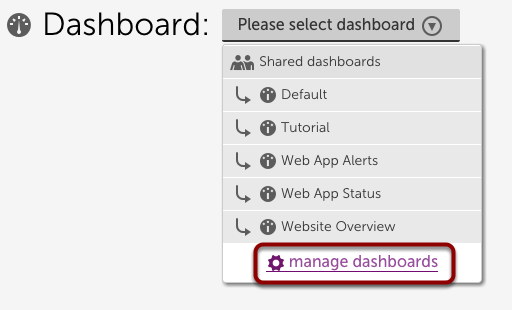 Dashboard:
Please select dashboard
Shared dashboards
Default
Tutorial
Web App Alerts
Web App Status
Website Overview
manage dashboards